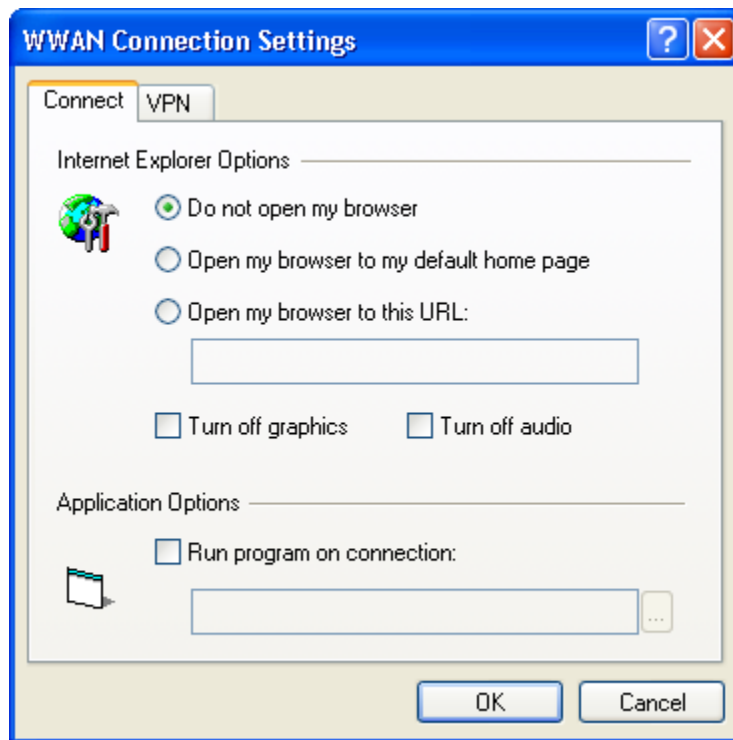 WWAN Connection Settings
Connect VPN
Internet Explorer Options
Do not open my browser
Open my browser to my default home page
Open my browser to this URL:
Turn off graphics Turn off audio
Application Options
Run program on connection:
...
OK Cancel